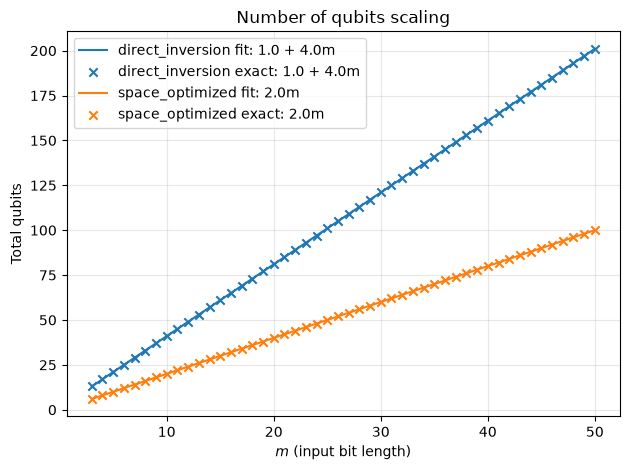 Number of qubits scaling
direct_inversion fit: 1.0 + 4.0m
direct_inversion exact: 1.0 + 4.0m
space_optimized fit: 2.0m
space_optimized exact: 2.0m
Total qubits
200
175
150
125
100
75
50
25
0
10
20
30
40
50
m (input bit length)